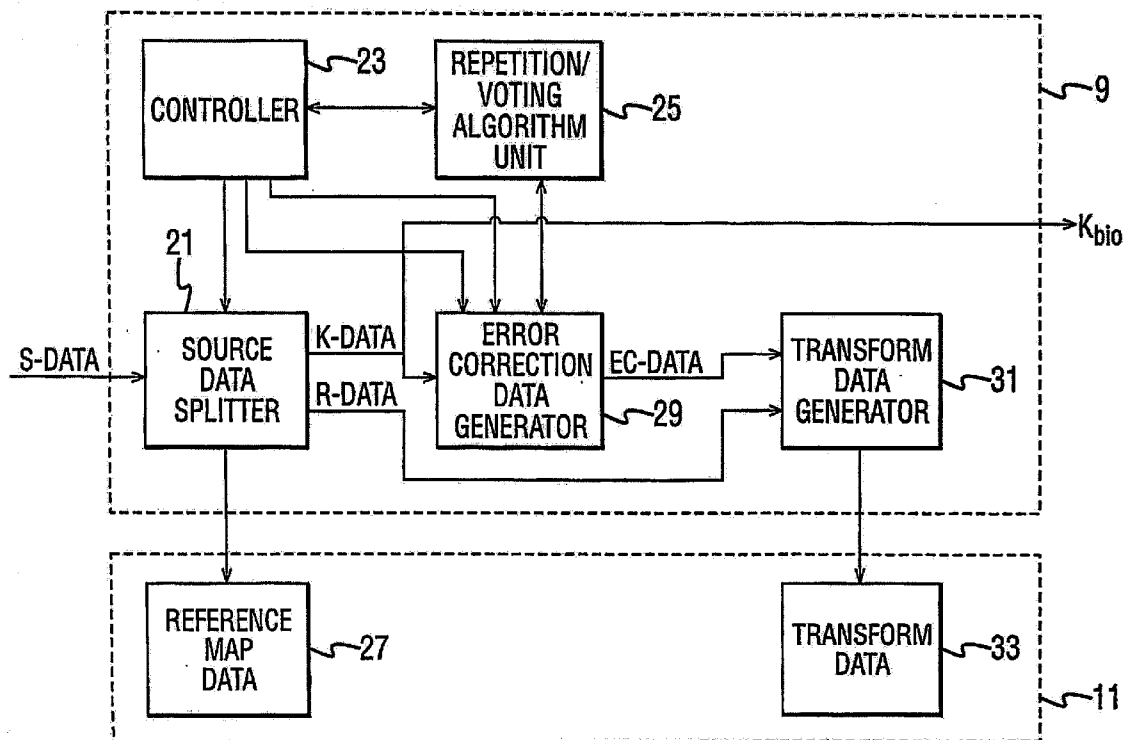 23
CONTROLLER
REPETITION/
VOTING
ALGORITHM
UNIT
25
9
21
K-DATA
Kbio
S-DATA
SOURCE
DATA
SPLITTER
R-DATA
ERROR
CORRECTION
DATA
GENERATOR
29
EC-DATA
TRANSFORM
DATA
GENERATOR
31
REFERENCE
MAP
DATA
27
TRANSFORM
DATA
33
11